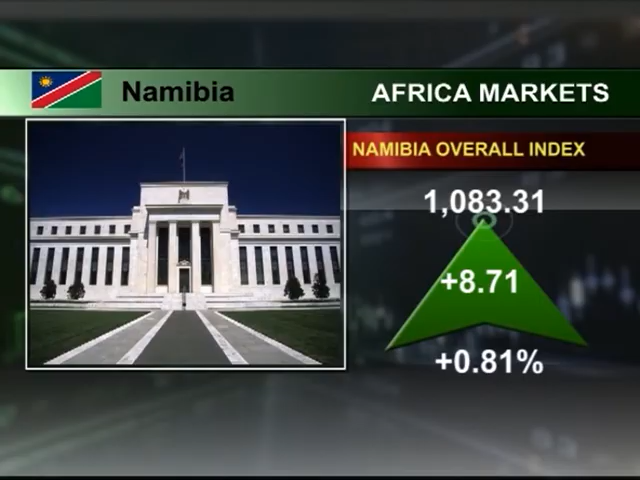 Namibia
AFRICA MARKETS
NAMIBIA OVERALL INDEX
1,083.31
+8.71
+0.81%